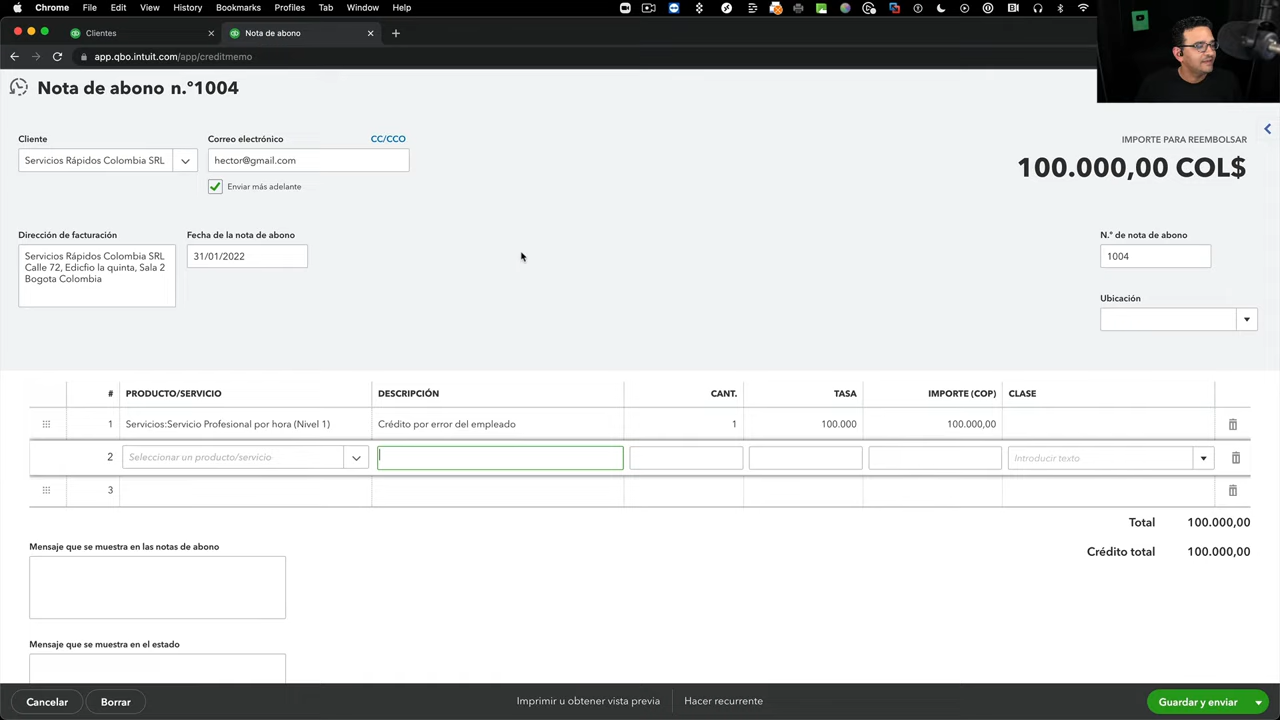 Chrome File Edit View History Bookmarks Profiles Tab Window Help
Clientes
Nota de abono
app.qbo.intuit.com/app/creditmemo
Nota de abono n.°1004
Cliente
Correo electrónico
CC/CCO
IMPORTE PARA REEMBOLSAR
Servicios Rápidos Colombia SRL
hector@gmail.com
100.000,00 COL$
Enviar más adelante
Dirección de facturación
Fecha de la nota de abono
N.° de nota de abono
Servicios Rápidos Colombia SRL
Calle 72, Edicfio la quinta, Sala 2
Bogota Colombia
31/01/2022
1004
Ubicación
# PRODUCTO/SERVICIO DESCRIPCIÓN CANT. TASA IMPORTE (COP) CLASE
1 Servicios:Servicio Profesional por hora (Nivel 1) Crédito por error del empleado 1 100.000 100.000,00
2 Seleccionar un producto/servicio Introducir texto
3
Total 100.000,00
Mensaje que se muestra en las notas de abono
Crédito total 100.000,00
Mensaje que se muestra en el estado
Cancelar
Borrar
Imprimir u obtener vista previa
Hacer recurrente
Guardar y enviar